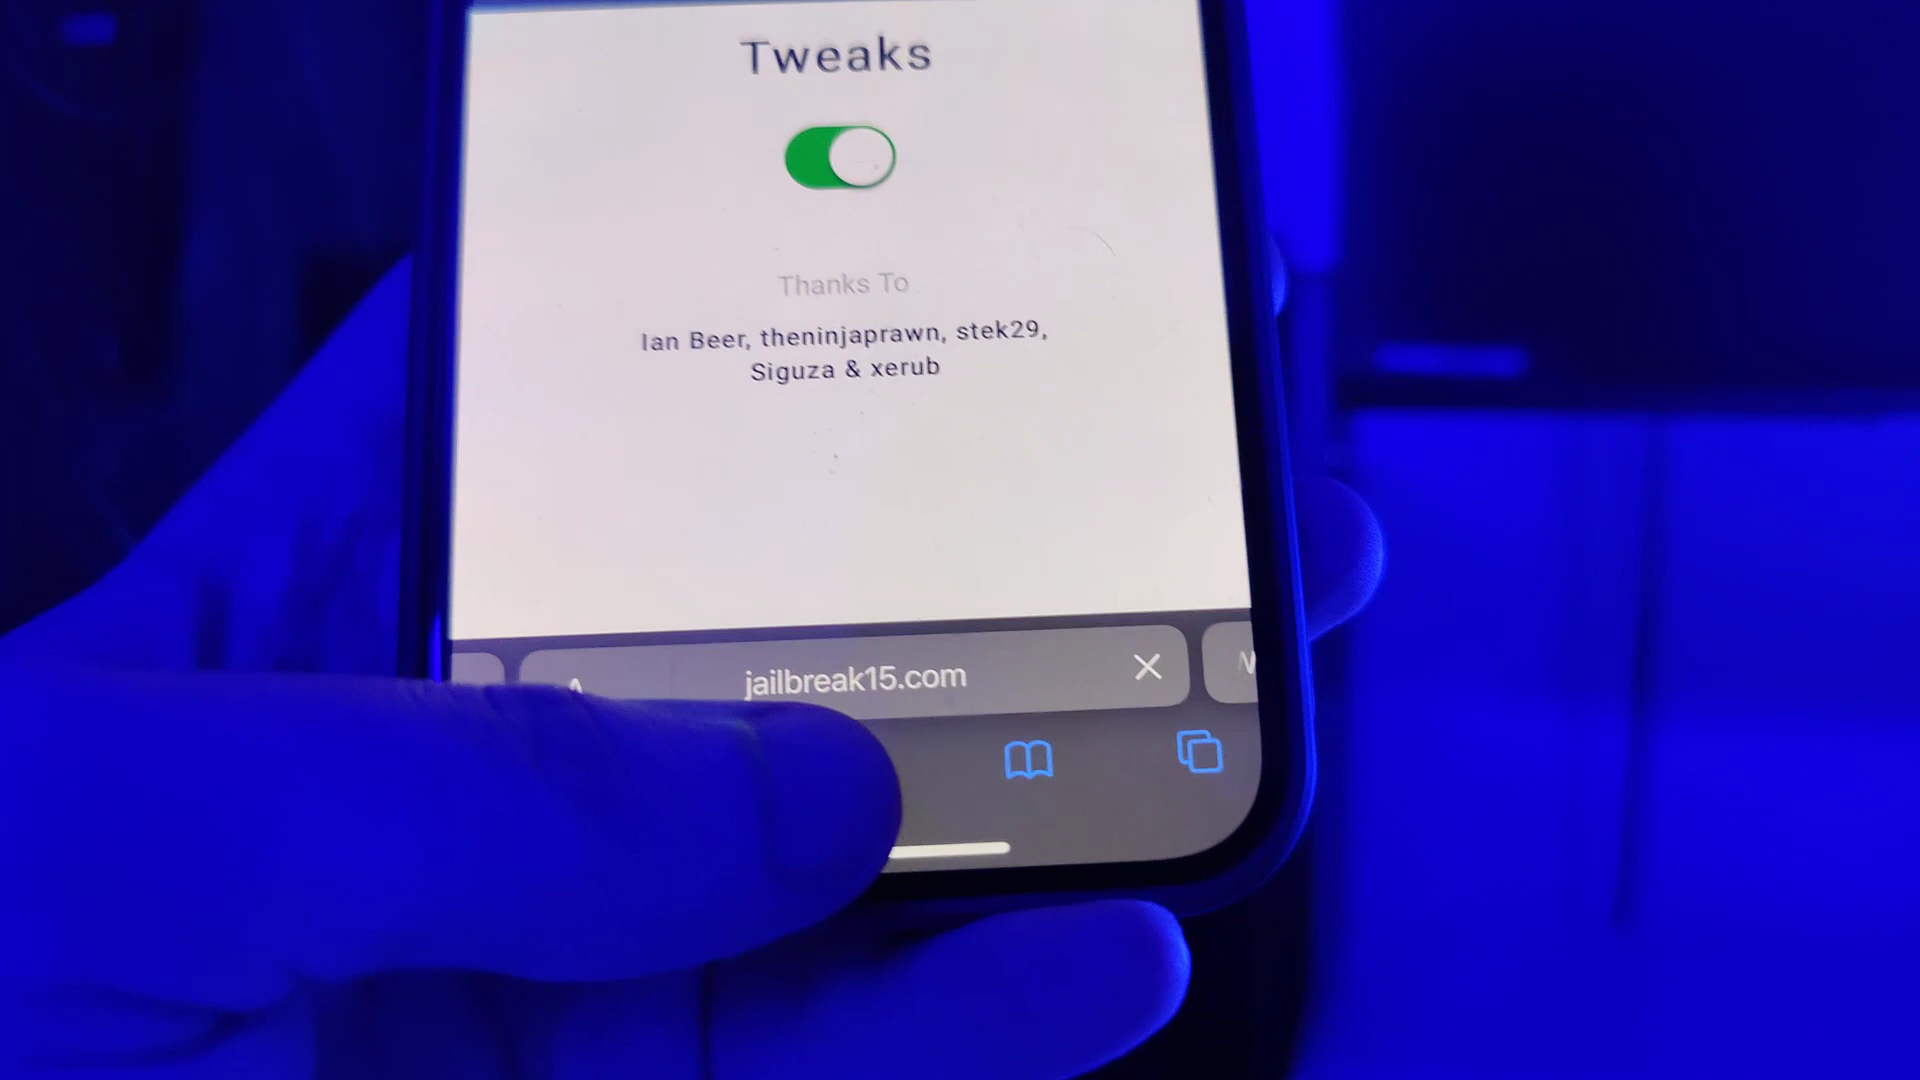 Tweaks
Thanks To
Ian Beer, theninjaprawn, stek29,
Siguza & xerub
jailbreak15.com